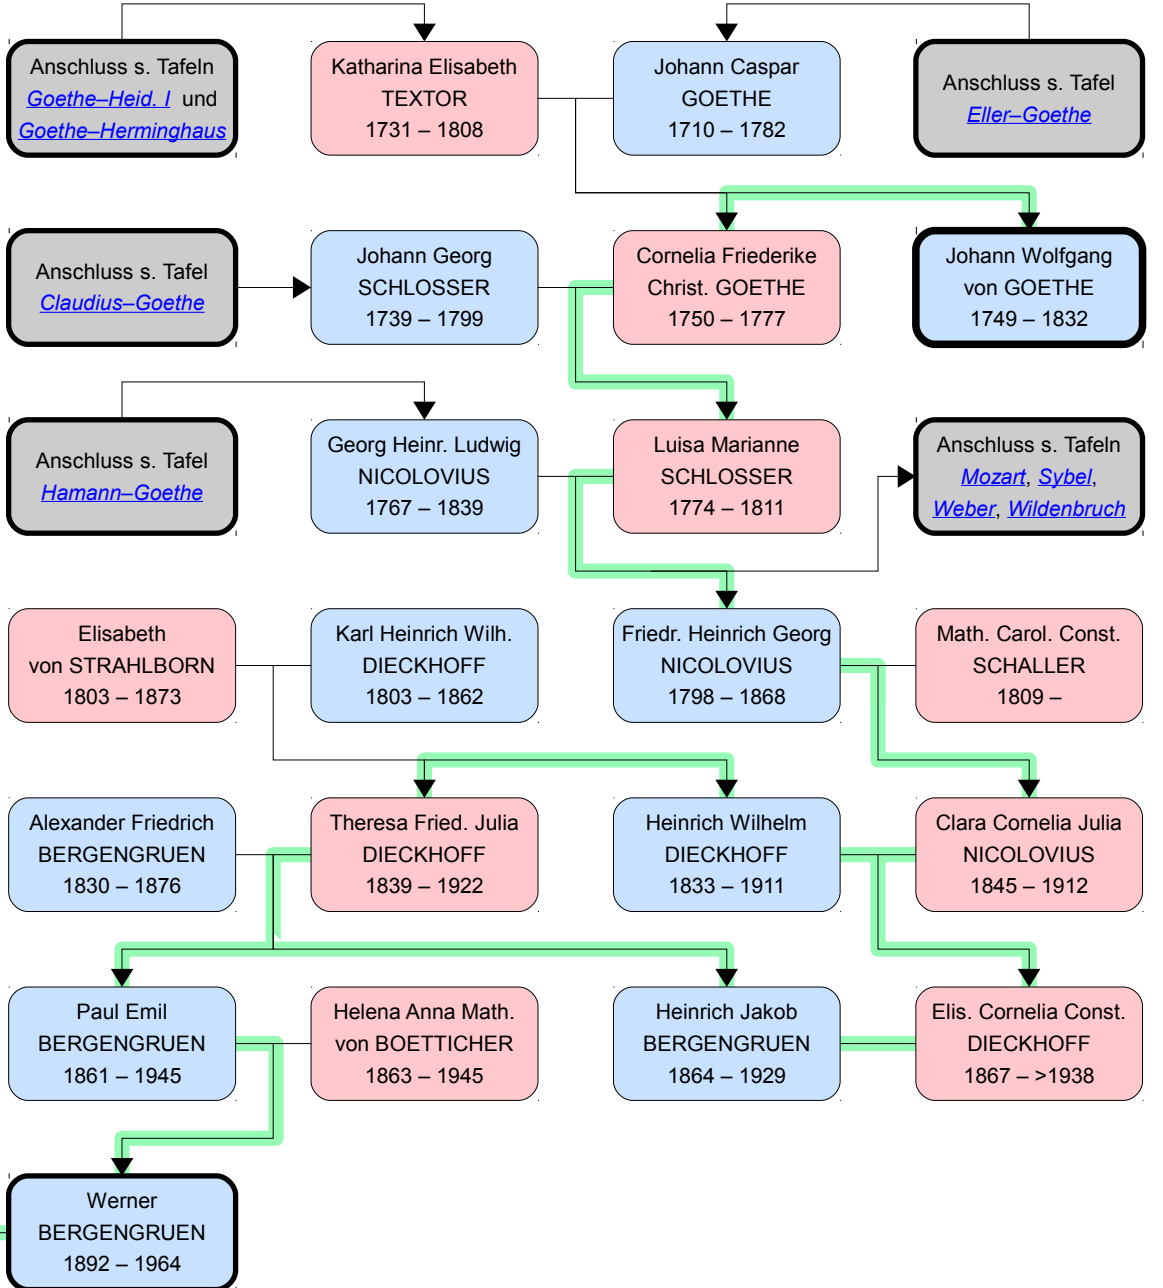 Anschluss s. Tafeln
Goethe–Heid. I und
Goethe–Herminghaus
Katharina Elisabeth
TEXTOR
1731 – 1808
Johann Caspar
GOETHE
1710 – 1782
Anschluss s. Tafel
Eller–Goethe
Anschluss s. Tafel
Claudius–Goethe
Johann Georg
SCHLOSSER
1739 – 1799
Cornelia Friederike
Christ. GOETHE
1750 – 1777
Johann Wolfgang
von GOETHE
1749 – 1832
Anschluss s. Tafel
Hamann–Goethe
Georg Heinr. Ludwig
NICOLOVIUS
1767 – 1839
Luisa Marianne
SCHLOSSER
1774 – 1811
Anschluss s. Tafeln
Mozart, Sybel,
Weber, Wildenbruch
Elisabeth
von STRAHLBORN
1803 – 1873
Karl Heinrich Wilh.
DIECKHOFF
1803 – 1862
Friedr. Heinrich Georg
NICOLOVIUS
1798 – 1868
Math. Carol. Const.
SCHALLER
1809 –
Alexander Friedrich
BERGENGRUEN
1830 – 1876
Theresa Fried. Julia
DIECKHOFF
1839 – 1922
Heinrich Wilhelm
DIECKHOFF
1833 – 1911
Clara Cornelia Julia
NICOLOVIUS
1845 – 1912
Paul Emil
BERGENGRUEN
1861 – 1945
Helena Anna Math.
von BOETTICHER
1863 – 1945
Heinrich Jakob
BERGENGRUEN
1864 – 1929
Elis. Cornelia Const.
DIECKHOFF
1867 – >1938
Werner
BERGENGRUEN
1892 – 1964